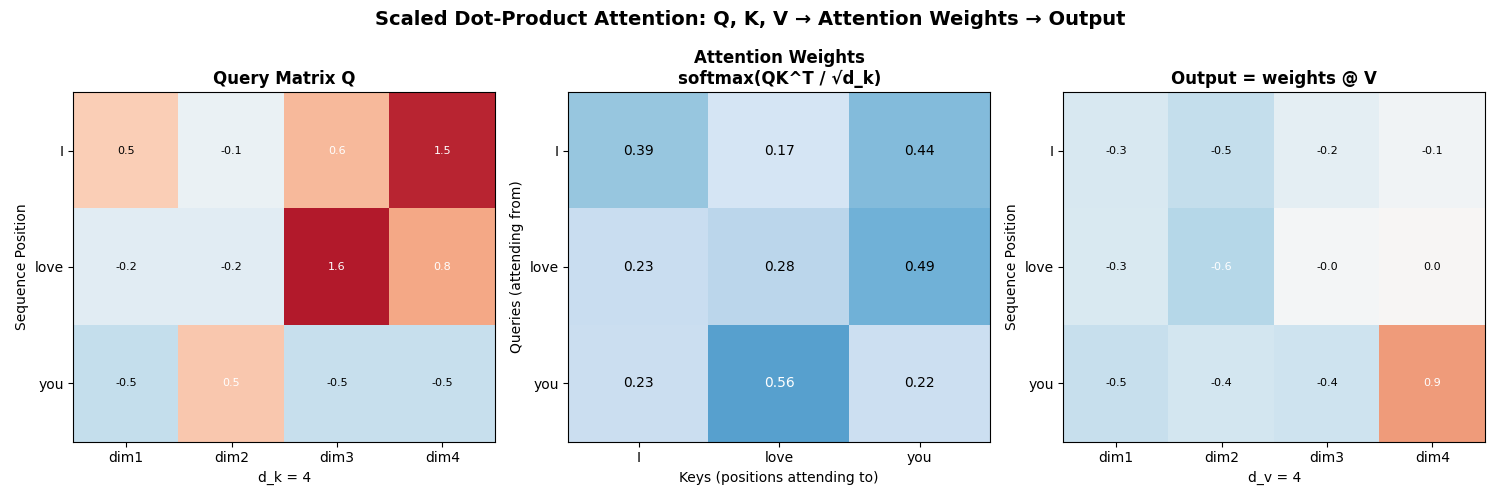 Scaled Dot-Product Attention: Q, K, V → Attention Weights → Output
Query Matrix Q
Sequence Position
I 0.5 -0.1 0.6 1.5
love -0.2 -0.2 1.6 0.8
you -0.5 0.5 -0.5 -0.5
dim1 dim2 dim3 dim4
d_k = 4
Attention Weights
softmax(QK^T / √d_k)
Queries (attending from)
I 0.39 0.17 0.44
love 0.23 0.28 0.49
you 0.23 0.56 0.22
I love you
Keys (positions attending to)
Output = weights @ V
Sequence Position
I -0.3 -0.5 -0.2 -0.1
love -0.3 -0.6 -0.0 0.0
you -0.5 -0.4 -0.4 0.9
dim1 dim2 dim3 dim4
d_v = 4